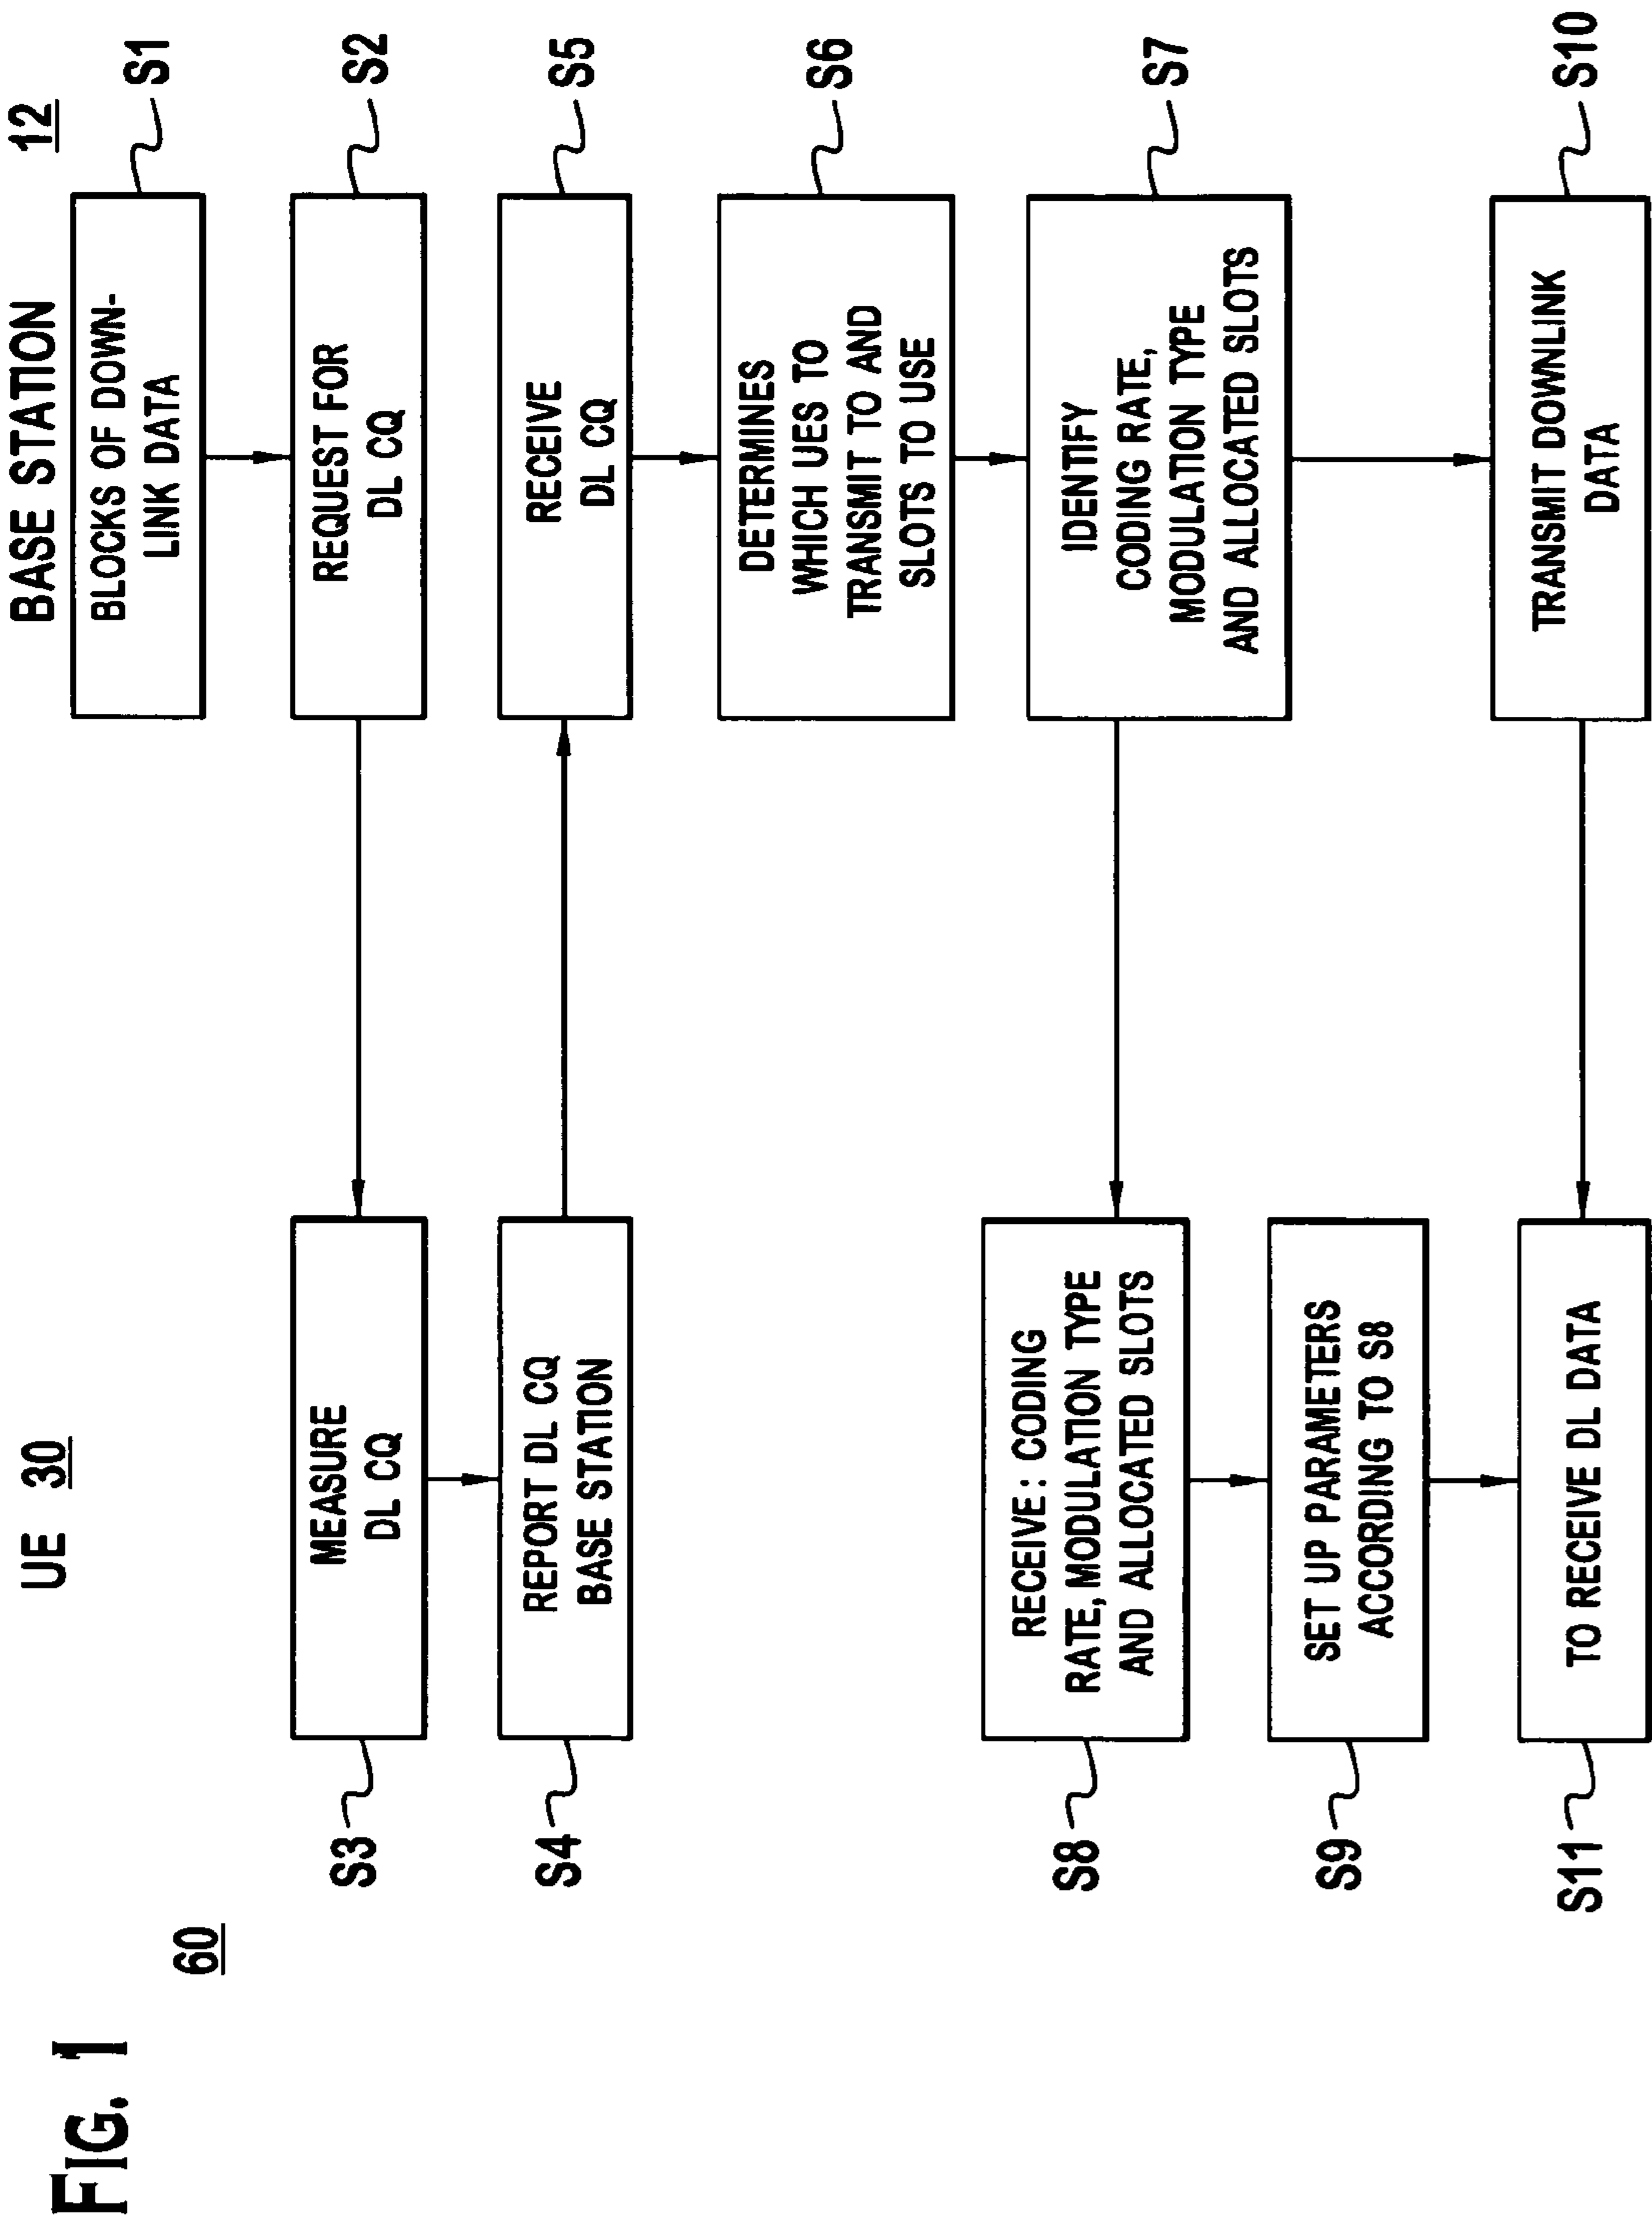 FIG. 1
60
UE 30
BASE STATION 12
BLOCKS OF DOWN-
LINK DATA
S1
REQUEST FOR
DL CQ
S2
MEASURE
DL CQ
S3
REPORT DL CQ
BASE STATION
S4
RECEIVE
DL CQ
S5
DETERMINES
WHICH UES TO
TRANSMIT TO AND
SLOTS TO USE
S6
IDENTIFY
CODING RATE,
MODULATION TYPE
AND ALLOCATED SLOTS
S7
RECEIVE: CODING
RATE, MODULATION TYPE
AND ALLOCATED SLOTS
S8
SET UP PARAMETERS
ACCORDING TO S8
S9
TRANSMIT DOWNLINK
DATA
S10
TO RECEIVE DL DATA
S11